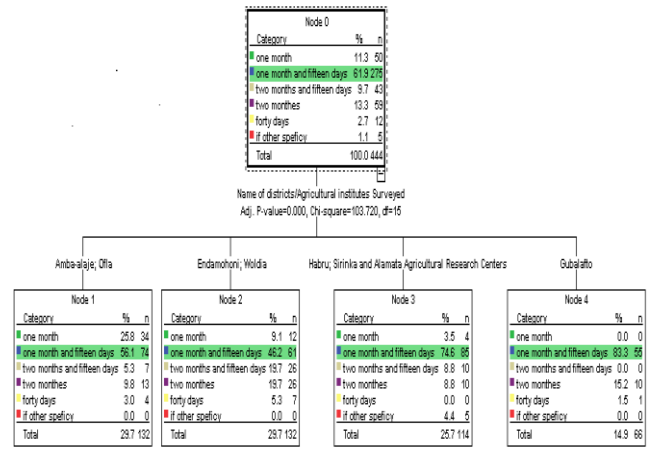 Node 0
Category % n
one month 11.3 50
one month and fifteen days 61.9 275
two months and fifteen days 9.7 43
two monthes 13.3 59
forty days 2.7 12
if other speficy 1.1 5
Total 100.0 444
Name of districts/Agricultural institutes Surveyed
Adj. P-value=0.000, Chi-square=103.720, df=15
Amba-alaje; Ofla
Endamohoni; Woldia
Habru; Sirinka and Alamata Agricultural Research Centers
Gubalafto
Node 1
Category % n
one month 25.8 34
one month and fifteen days 56.1 74
two months and fifteen days 5.3 7
two monthes 9.8 13
forty days 3.0 4
if other speficy 0.0 0
Total 29.7 132
Node 2
Category % n
one month 9.1 12
one month and fifteen days 46.2 61
two months and fifteen days 19.7 26
two monthes 19.7 26
forty days 5.3 7
if other speficy 0.0 0
Total 29.7 132
Node 3
Category % n
one month 3.5 4
one month and fifteen days 74.6 85
two months and fifteen days 8.8 10
two monthes 8.8 10
forty days 0.0 0
if other speficy 4.4 5
Total 25.7 114
Node 4
Category % n
one month 0.0 0
one month and fifteen days 83.3 55
two months and fifteen days 0.0 0
two monthes 15.2 10
forty days 1.5 1
if other speficy 0.0 0
Total 14.9 66